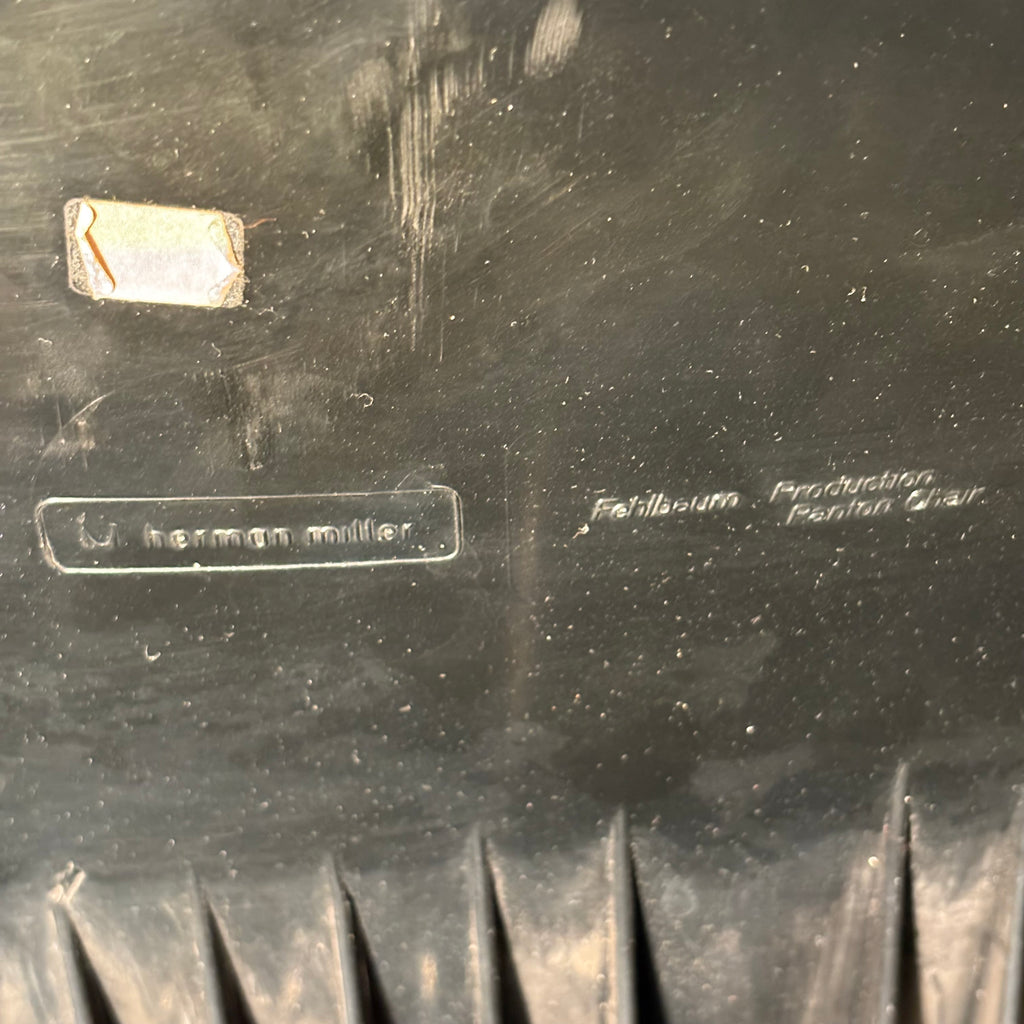 herman miller
Fehlbaum Production
Panton Chair